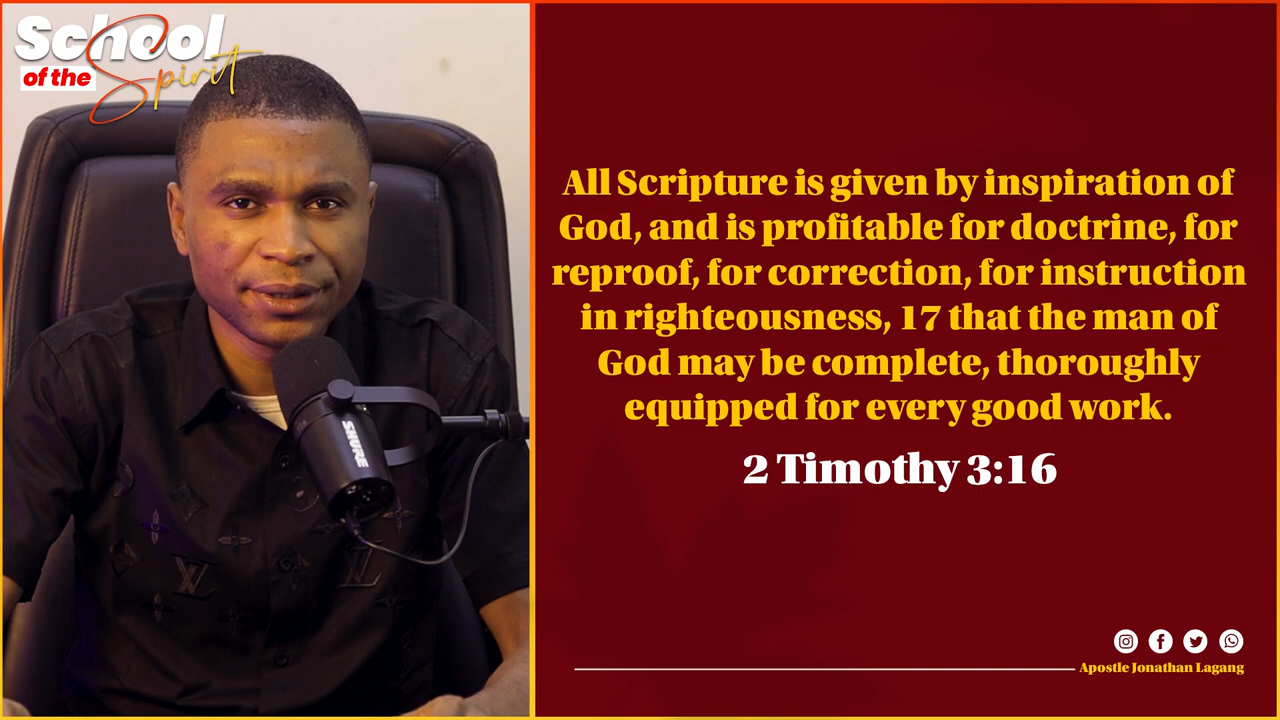 School
of the Spirit
All Scripture is given by inspiration of
God, and is profitable for doctrine, for
reproof, for correction, for instruction
in righteousness, 17 that the man of
God may be complete, thoroughly
equipped for every good work.
2 Timothy 3:16
SHURE
LV
LV
Apostle Jonathan Lagang